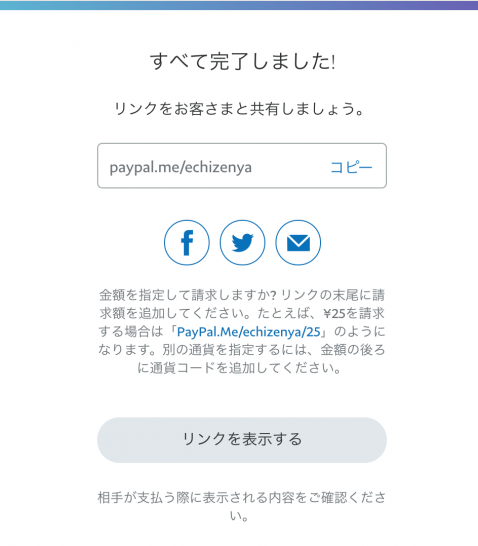 すべて完了しました!
リンクをお客さまと共有しましょう。
paypal.me/echizenya コピー
金額を指定して請求しますか? リンクの末尾に請
求額を追加してください。たとえば、¥25を請求
する場合は「PayPal.Me/echizenya/25」のように
なります。別の通貨を指定するには、金額の後ろ
に通貨コードを追加してください。
リンクを表示する
相手が支払う際に表示される内容をご確認くださ
い。